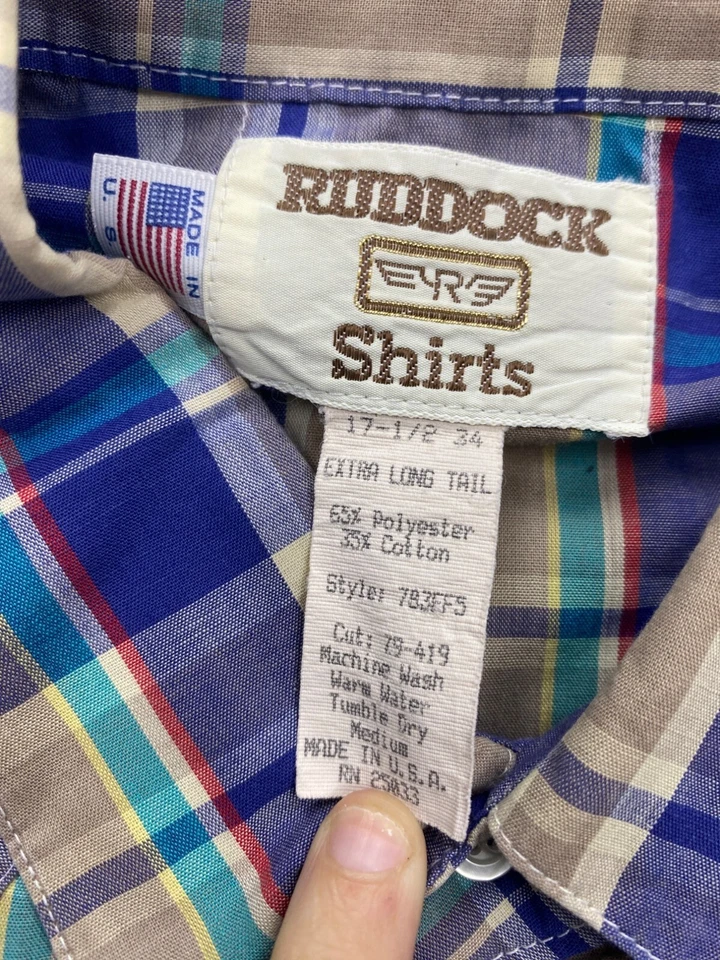 MADE IN
U. S.
RUDDOCK
R
Shirts
17-1/2 34
EXTRA LONG TAIL
65% Polyester
35% Cotton
Style: 783FF5
Cut: 79-419
Machine Wash
Warm Water
Tumble Dry
Medium
MADE IN U.S.A.
RN 25033